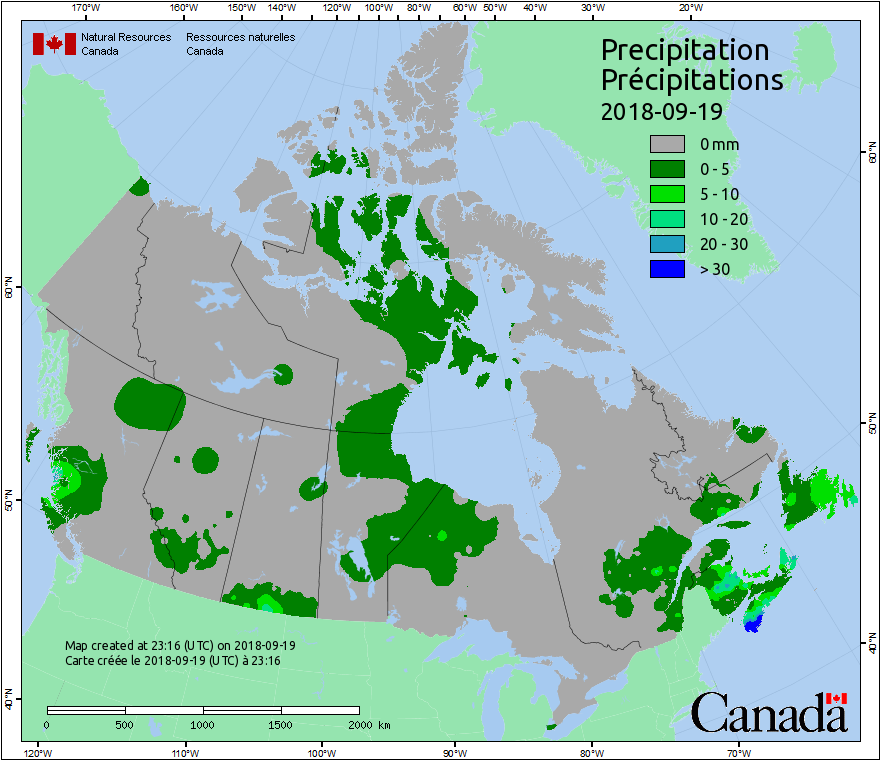 170°W 160°W 150°W 140°W 120°W 100°W 80°W 60°W 50°W 40°W 30°W 20°W
Natural Resources Ressources naturelles
Canada Canada
Precipitation
Précipitations
2018-09-19
0 mm
0 - 5
5 - 10
10 - 20
20 - 30
> 30
60°N
60°N
50°N
50°N
40°N
40°N
Map created at 23:16 (UTC) on 2018-09-19
Carte créée le 2018-09-19 (UTC) à 23:16
0 500 1000 1500 2000 km
Canada
120°W 110°W 100°W 90°W 80°W 70°W